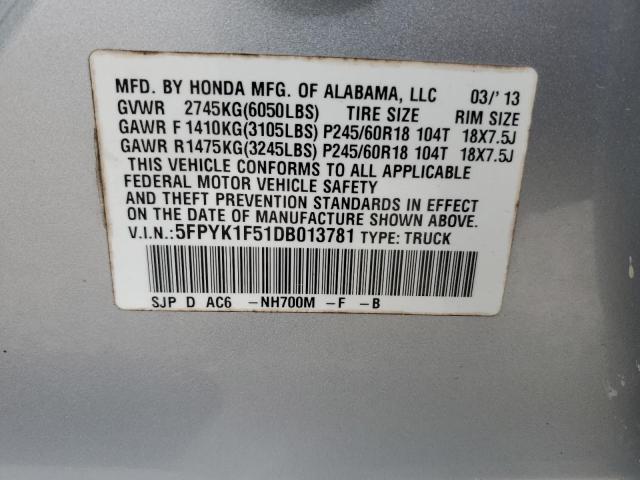 MFD. BY HONDA MFG. OF ALABAMA, LLC 03/' 13
GVWR 2745KG(6050LBS) TIRE SIZE RIM SIZE
GAWR F 1410KG(3105LBS) P245/60R18 104T 18X7.5J
GAWR R1475KG(3245LBS) P245/60R18 104T 18X7.5J
THIS VEHICLE CONFORMS TO ALL APPLICABLE
FEDERAL MOTOR VEHICLE SAFETY
AND THEFT PREVENTION STANDARDS IN EFFECT
ON THE DATE OF MANUFACTURE SHOWN ABOVE.
V.I.N.:5FPYK1F51DB013781 TYPE: TRUCK
SJP D AC6 -NH700M -F -B